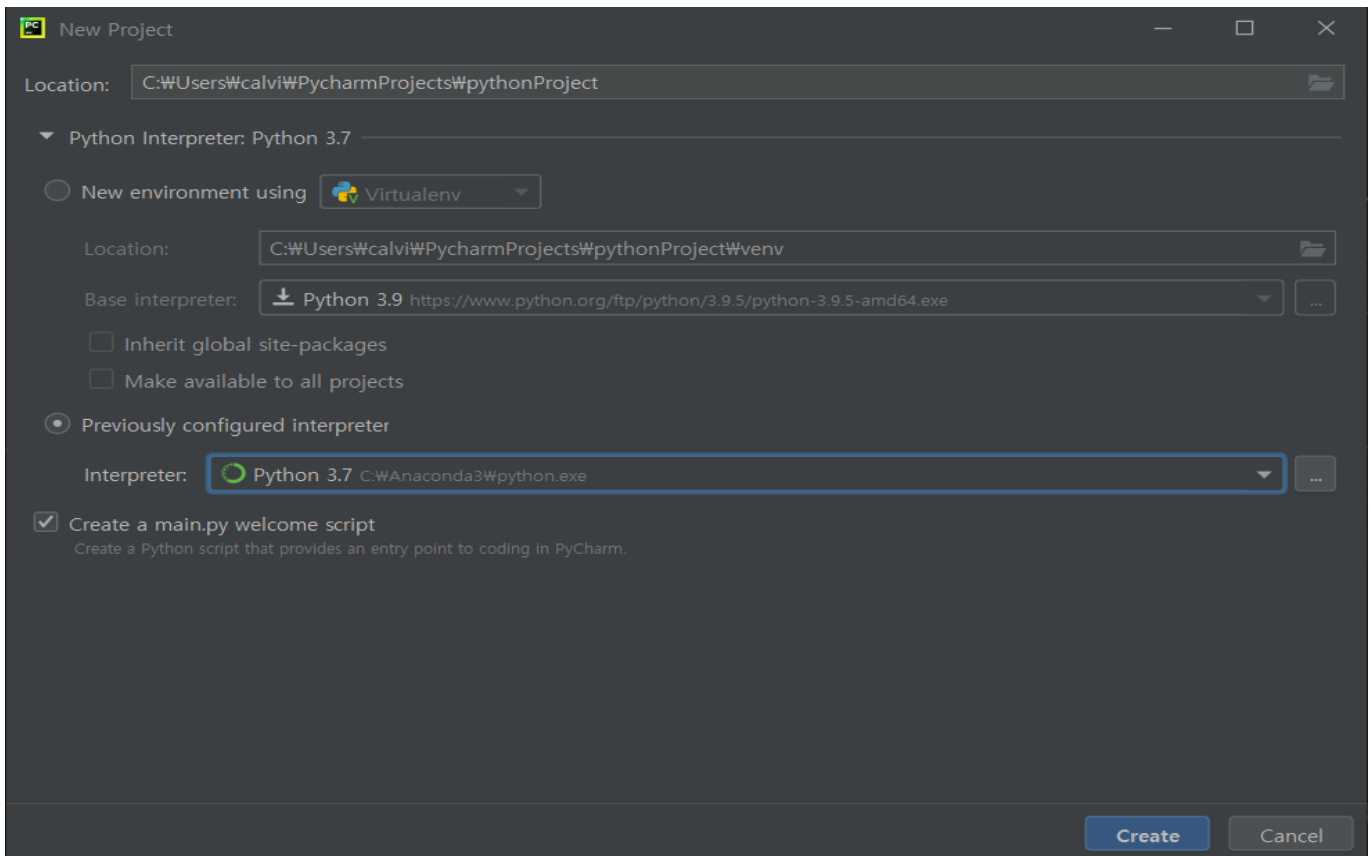 PC
New Project
Location: C:₩Users₩calvi₩PycharmProjects₩pythonProject
Python Interpreter: Python 3.7
New environment using Virtualenv
Location: C:₩Users₩calvi₩PycharmProjects₩pythonProject₩venv
Base interpreter: Python 3.9 https://www.python.org/ftp/python/3.9.5/python-3.9.5-amd64.exe ...
Inherit global site-packages
Make available to all projects
Previously configured interpreter
Interpreter: Python 3.7 C:₩Anaconda3₩python.exe ...
Create a main.py welcome script
Create a Python script that provides an entry point to coding in PyCharm.
Create Cancel